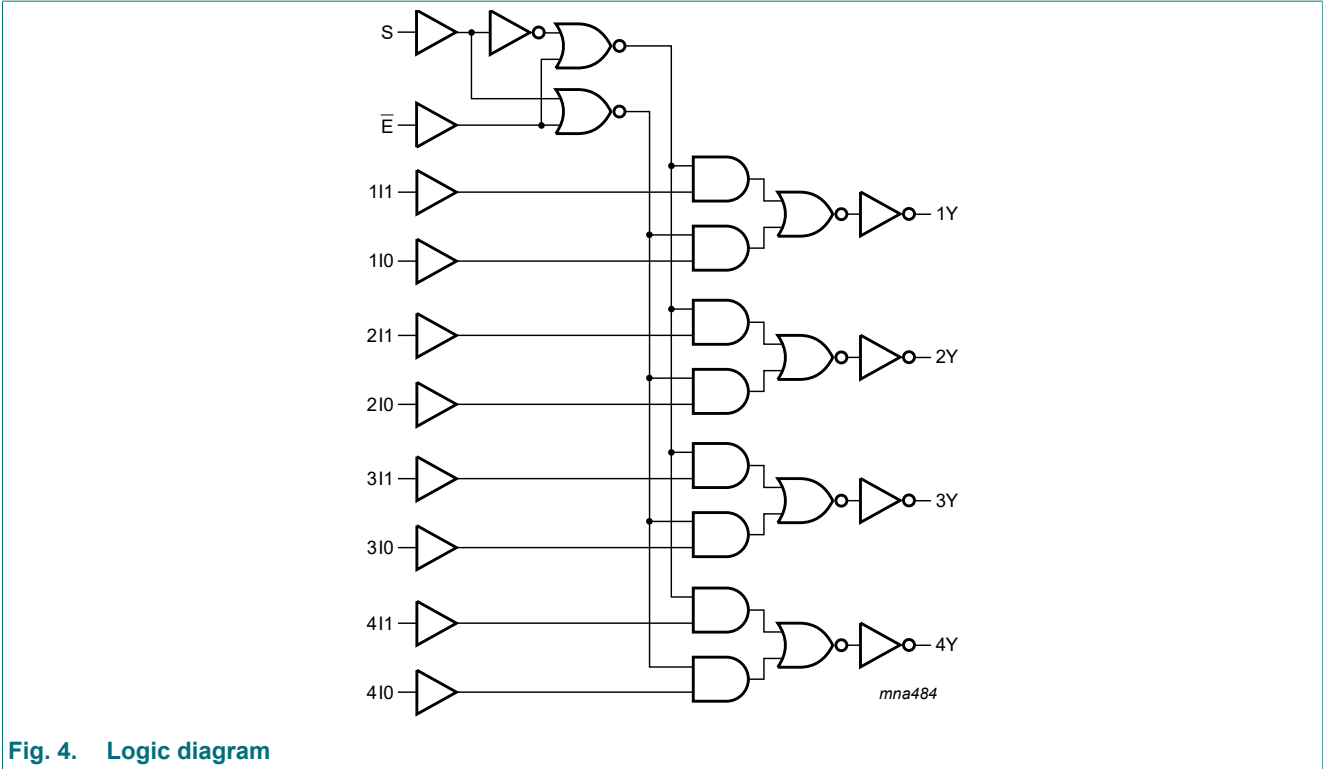 S
E̅
1I1
1Y
1I0
2I1
2Y
2I0
3I1
3Y
3I0
4I1
4Y
4I0
mna484
Fig. 4. Logic diagram